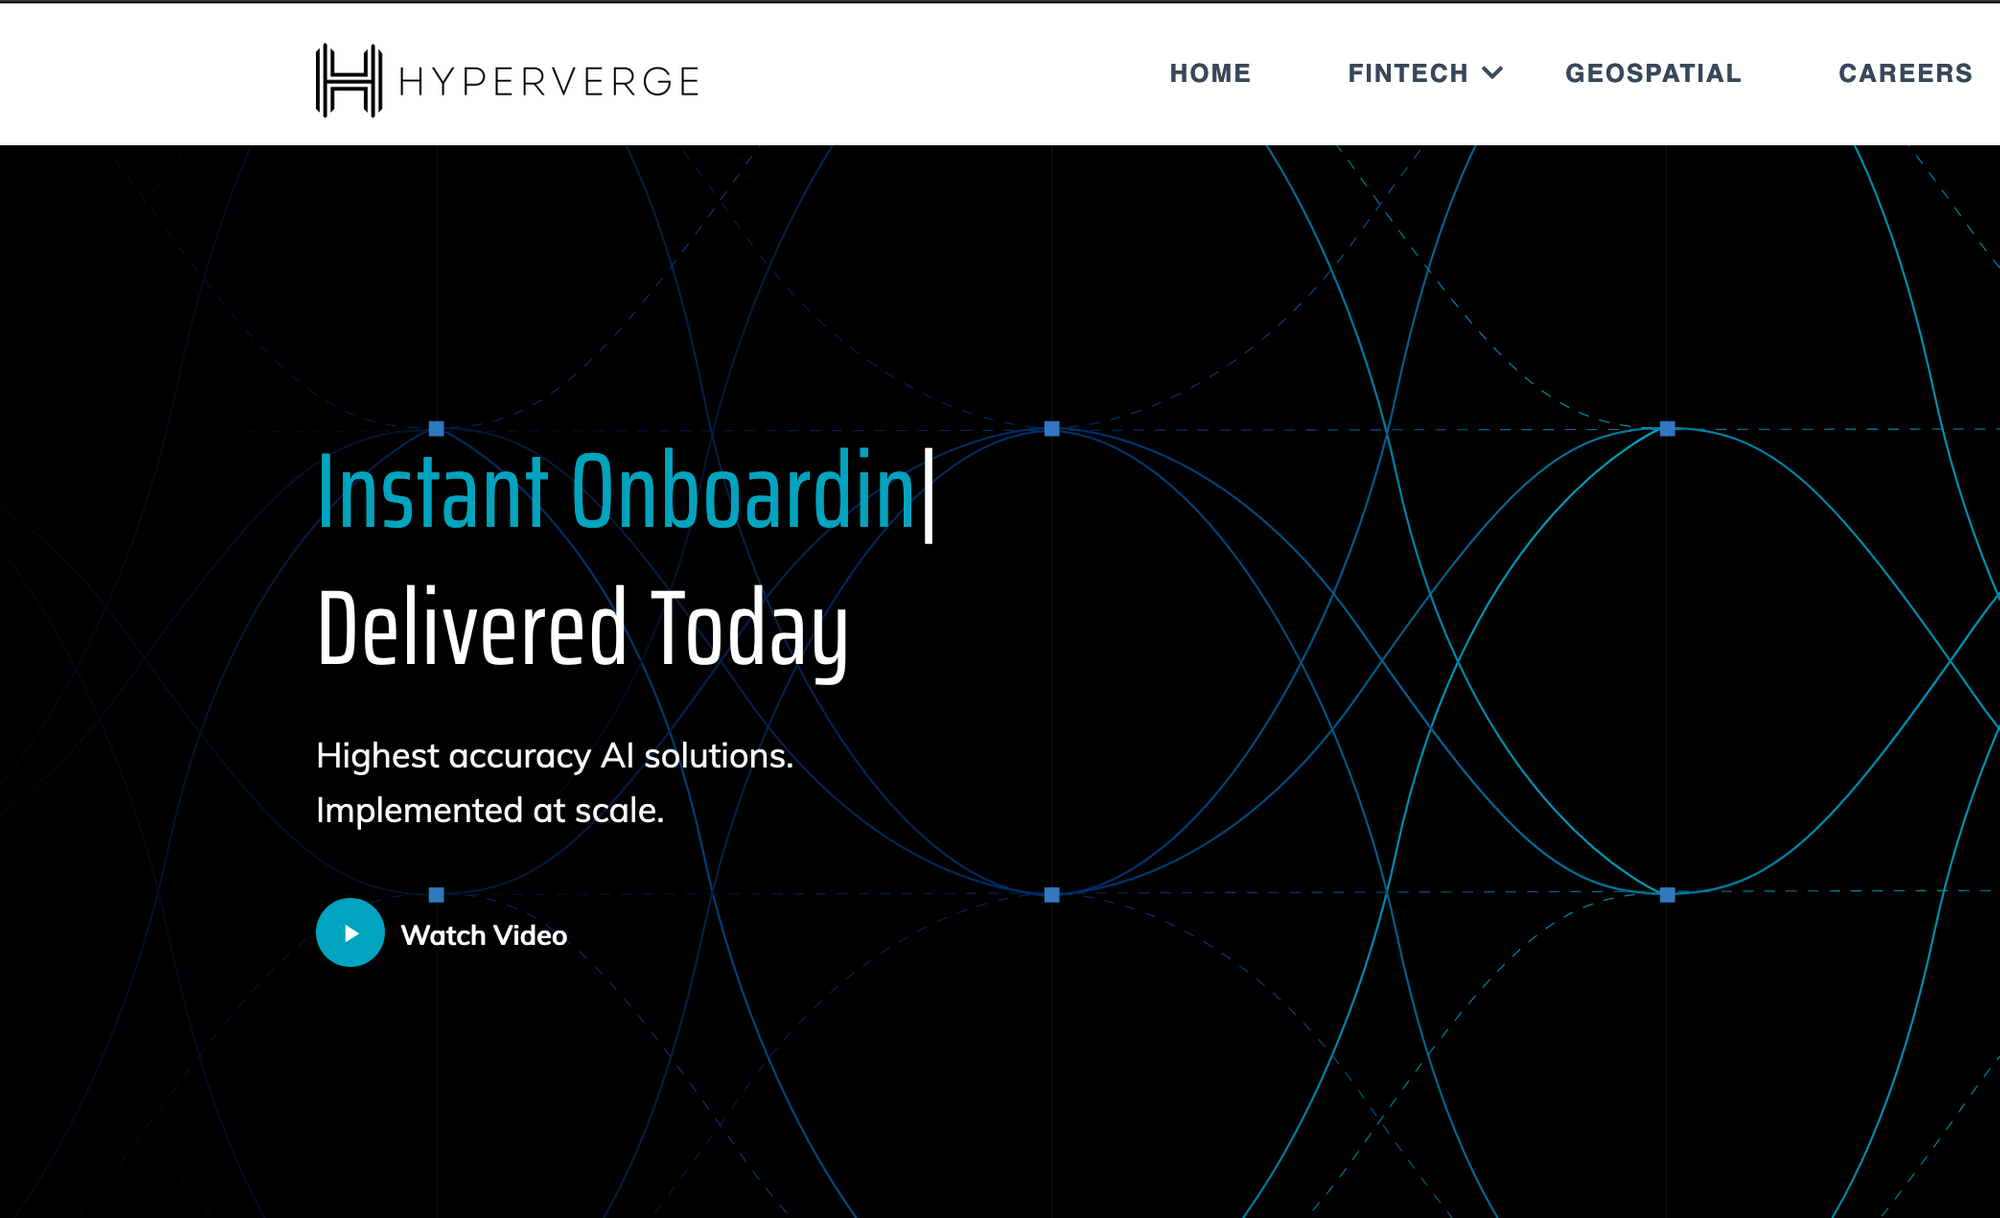 HYPERVERGE
HOME FINTECH GEOSPATIAL CAREERS
Instant Onboardin
Delivered Today
Highest accuracy AI solutions.
Implemented at scale.
Watch Video